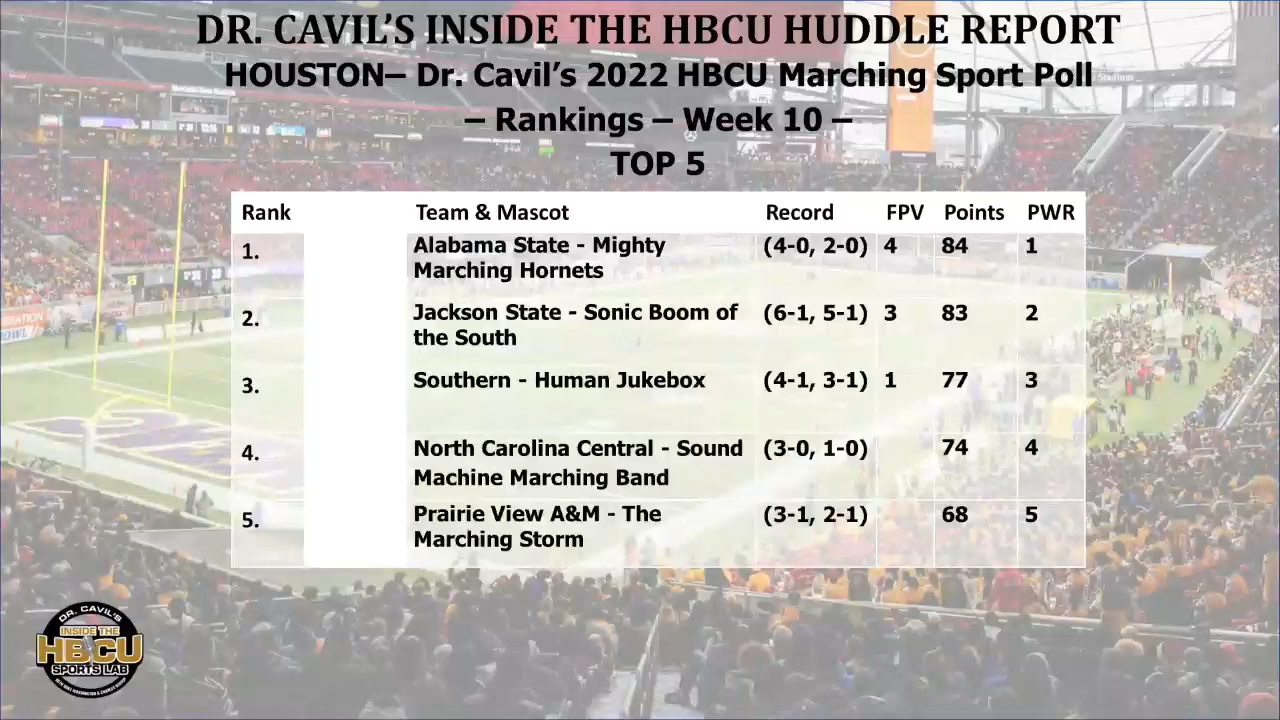 DR. CAVIL’S INSIDE THE HBCU HUDDLE REPORT
HOUSTON– Dr. Cavil’s 2022 HBCU Marching Sport Poll
– Rankings – Week 10 –
TOP 5
Rank Team & Mascot Record FPV Points PWR
1. Alabama State - Mighty (4-0, 2-0) 4 84 1
Marching Hornets
2. Jackson State - Sonic Boom of (6-1, 5-1) 3 83 2
the South
3. Southern - Human Jukebox (4-1, 3-1) 1 77 3
4. North Carolina Central - Sound (3-0, 1-0) 74 4
Machine Marching Band
5. Prairie View A&M - The (3-1, 2-1) 68 5
Marching Storm
DR. CAVIL'S
INSIDE THE
HBCU
SPORTS LAB
Stadium